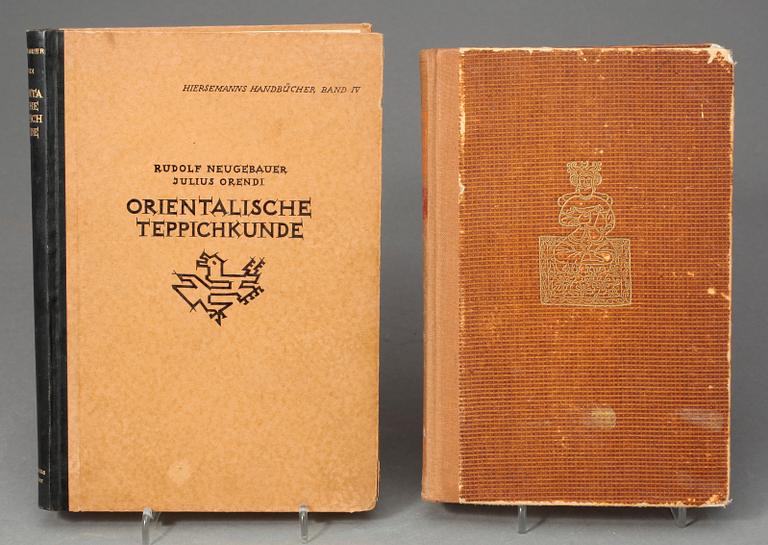 HIERSEMANNS HANDBÜCHER, BAND IV
RUDOLF NEUGEBAUER
JULIUS ORENDI
ORIENTALISCHE
TEPPICHKUNDE